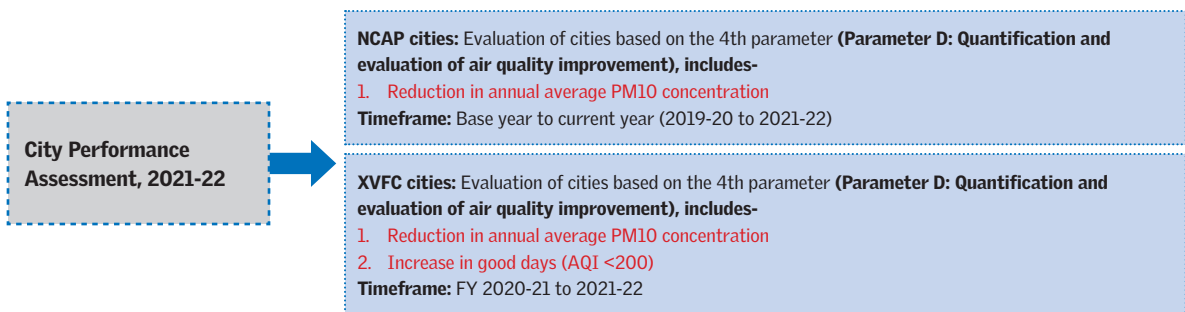 City Performance
Assessment, 2021-22
NCAP cities: Evaluation of cities based on the 4th parameter (Parameter D: Quantification and
evaluation of air quality improvement), includes-
1. Reduction in annual average PM10 concentration
Timeframe: Base year to current year (2019-20 to 2021-22)
XVFC cities: Evaluation of cities based on the 4th parameter (Parameter D: Quantification and
evaluation of air quality improvement), includes-
1. Reduction in annual average PM10 concentration
2. Increase in good days (AQI <200)
Timeframe: FY 2020-21 to 2021-22